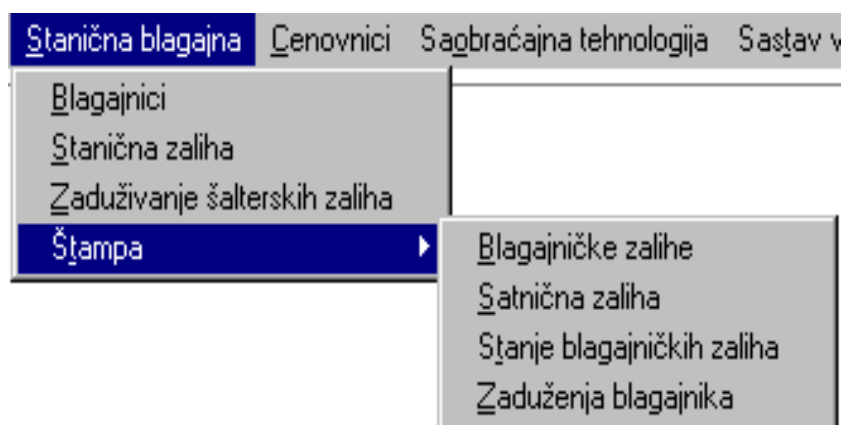 Stanična blagajna Cenovnici Saobraćajna tehnologija Sastav v
Blagajnici
Stanična zaliha
Zaduživanje šalterskih zaliha
Štampa
Blagajničke zalihe
Satnična zaliha
Stanje blagajničkih zaliha
Zaduženja blagajnika